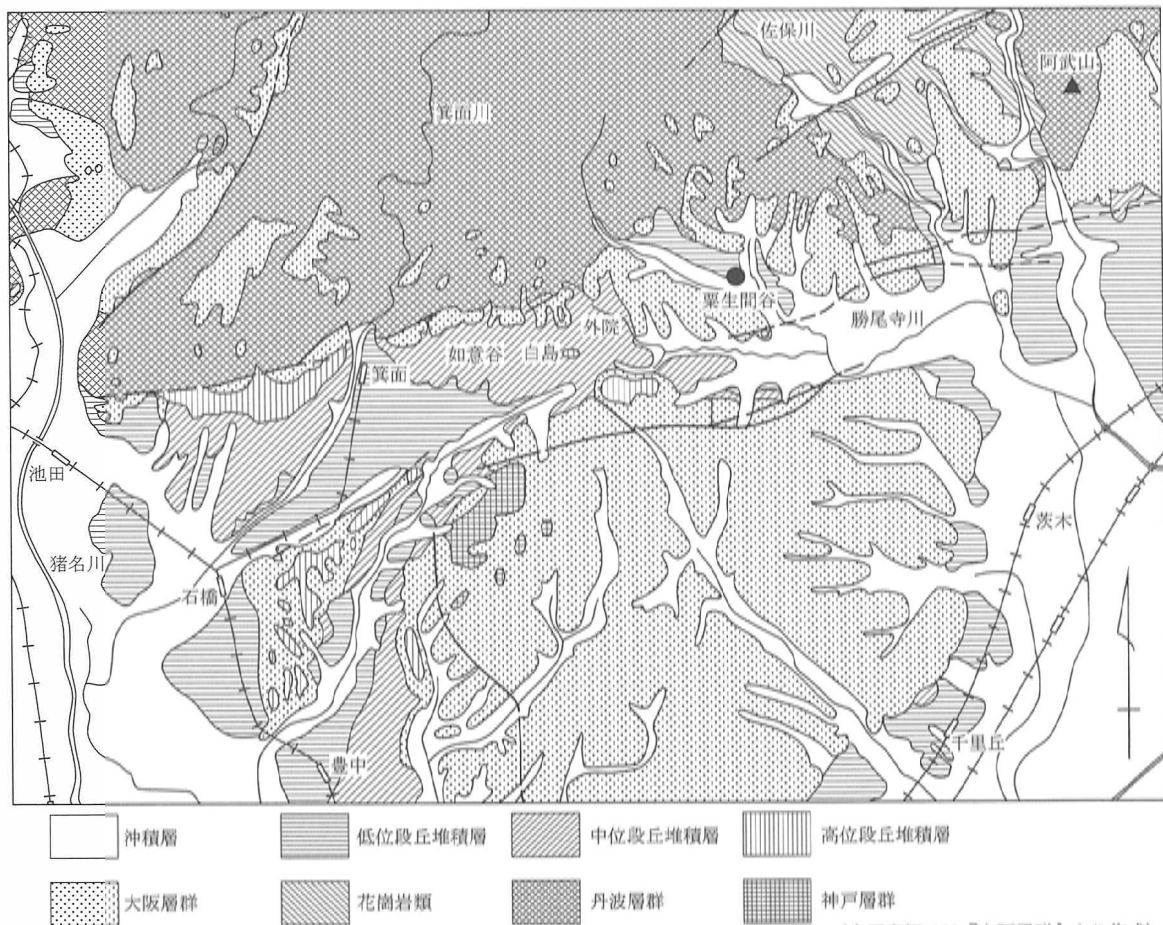 佐保川
阿武山
箕面川
粟生間谷
外院
勝尾寺川
如意谷 白島
箕面
池田
茨木
猪名川
石橋
千里丘
豊中
沖積層 低位段丘堆積層 中位段丘堆積層 高位段丘堆積層
大阪層群 花崗岩類 丹波層群 神戸層群